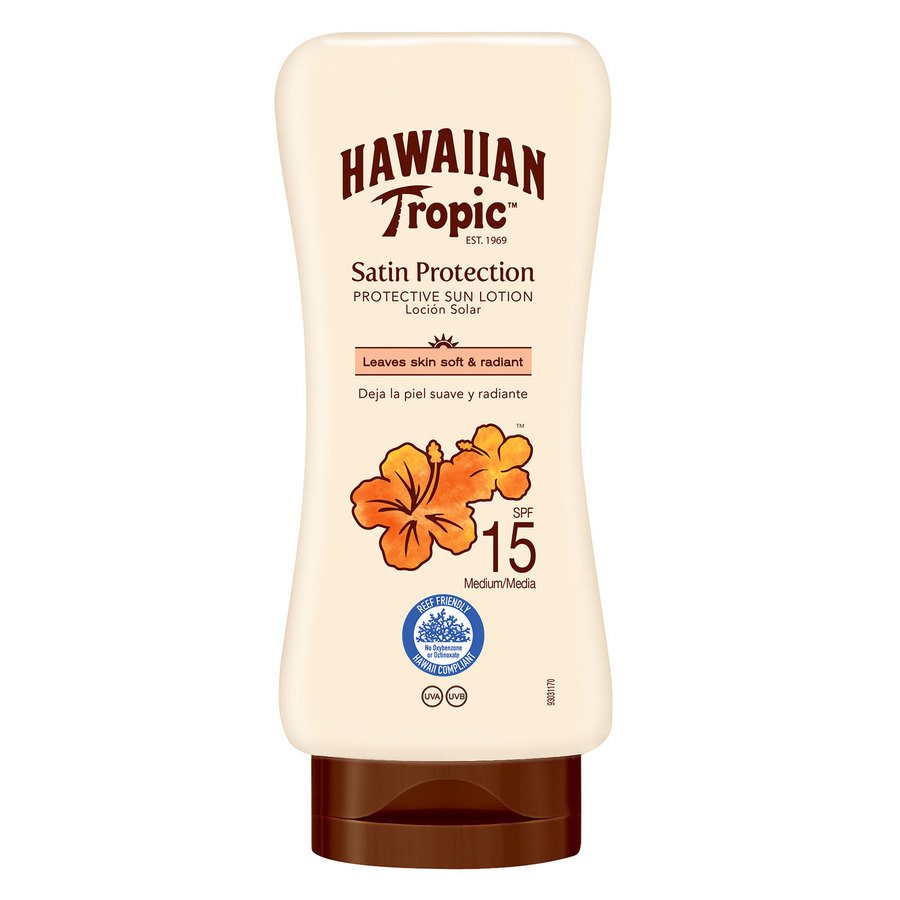 HAWAIIAN
Tropic™
EST. 1969
Satin Protection
PROTECTIVE SUN LOTION
Loción Solar
Leaves skin soft & radiant
Deja la piel suave y radiante
™
SPF
15
Medium/Media
REEF FRIENDLY
No Oxybenzone
or Octinoxate
HAWAII COMPLIANT
UVA UVB
93031170